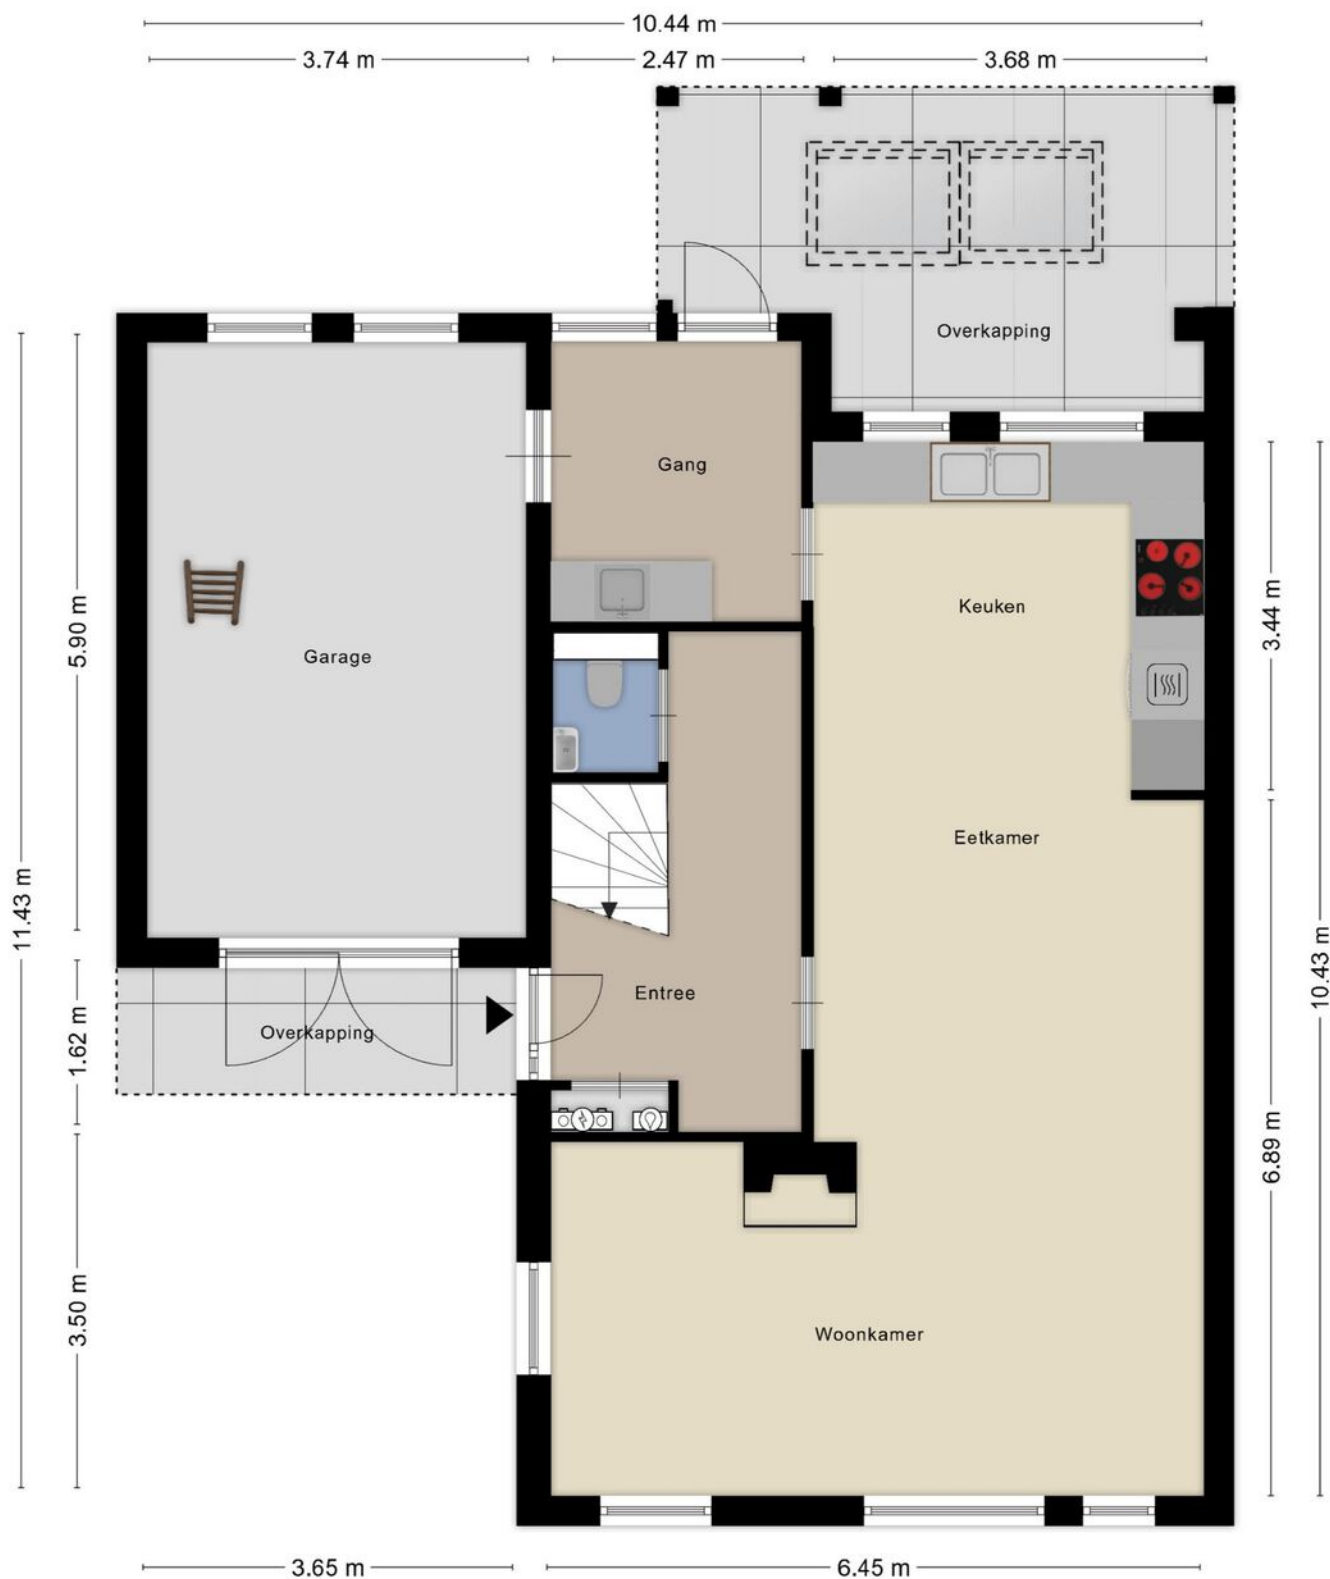 10.44 m
3.74 m
2.47 m
3.68 m
Overkapping
Gang
Keuken
Garage
Eetkamer
Entree
Overkapping
Woonkamer
11.43 m
5.90 m
1.62 m
3.50 m
3.44 m
6.89 m
10.43 m
3.65 m
6.45 m